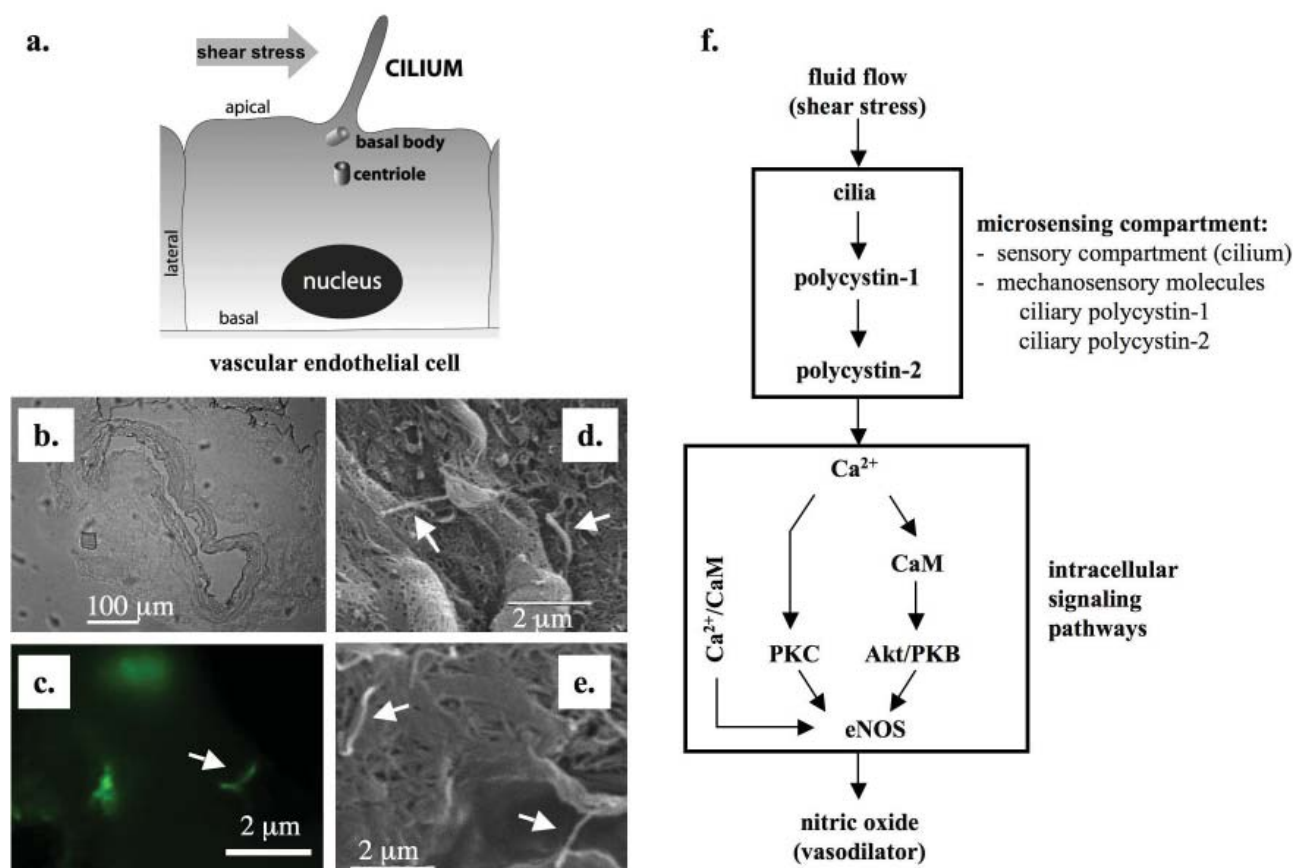 a.
shear stress
CILIUM
apical
basal body
centriole
lateral
nucleus
basal
vascular endothelial cell
b.
100 μm
c.
2 μm
d.
2 μm
e.
2 μm
f.
fluid flow
(shear stress)
cilia
polycystin-1
polycystin-2
microsensing compartment:
- sensory compartment (cilium)
- mechanosensory molecules
ciliary polycystin-1
ciliary polycystin-2
Ca²⁺
CaM
Ca²⁺/CaM
PKC
Akt/PKB
eNOS
intracellular
signaling
pathways
nitric oxide
(vasodilator)